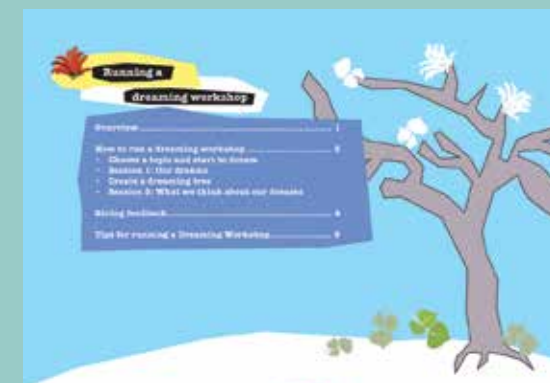 Running a
dreaming workshop
Overview 1
How to run a dreaming workshop
• Choose a topic and start to dream
• Session 1: Our dreams
• Create a dreaming tree
• Session 2: What we think about our dreams
Giving feedback
Tips for running a Dreaming Workshop